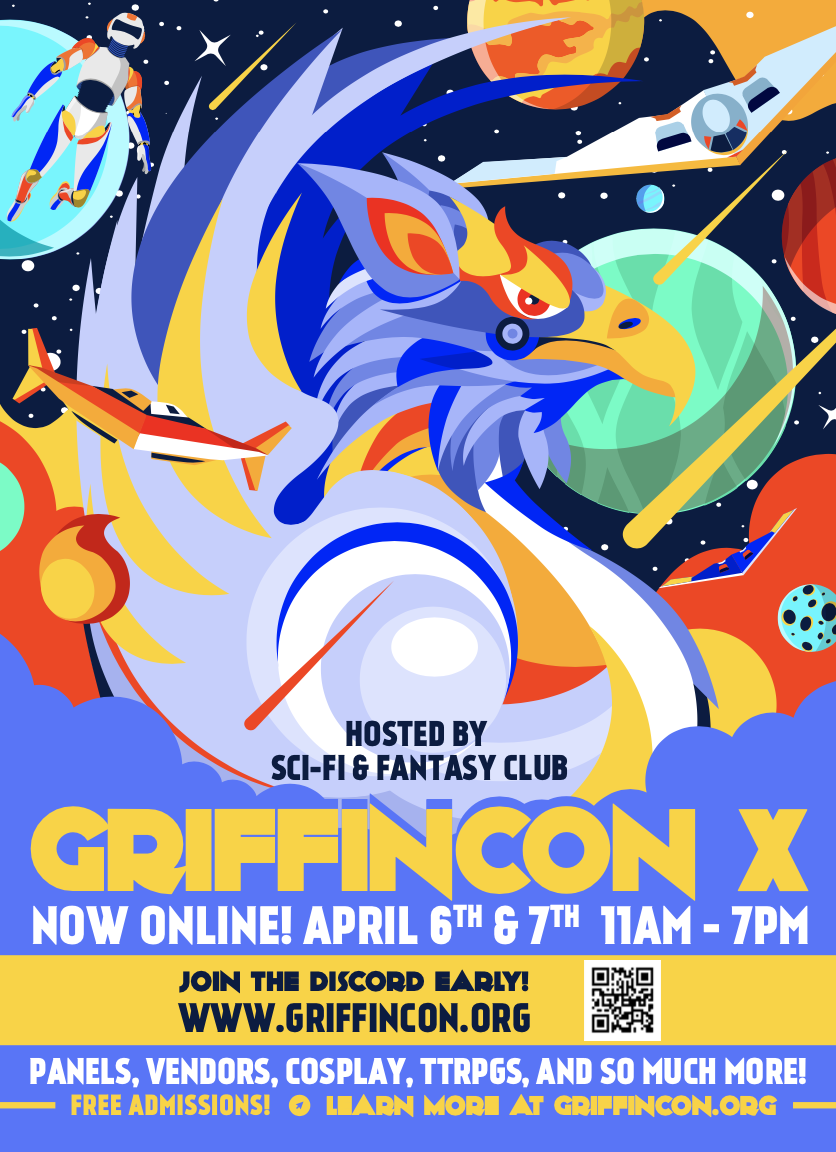 HOSTED BY
SCI-FI & FANTASY CLUB
GRIFFINCON X
NOW ONLINE! APRIL 6TH & 7TH 11AM - 7PM
JOIN THE DISCORD EARLY!
WWW.GRIFFINCON.ORG
PANELS, VENDORS, COSPLAY, TTRPGS, AND SO MUCH MORE!
FREE ADMISSIONS! LEARN MORE AT GRIFFINCON.ORG